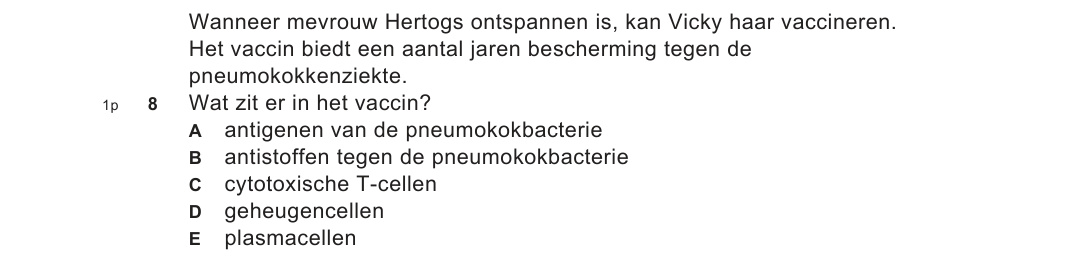 Wanneer mevrouw Hertogs ontspannen is, kan Vicky haar vaccineren.
Het vaccin biedt een aantal jaren bescherming tegen de
pneumokokkenziekte.
1p 8 Wat zit er in het vaccin?
A antigenen van de pneumokokbacterie
B antistoffen tegen de pneumokokbacterie
C cytotoxische T-cellen
D geheugencellen
E plasmacellen